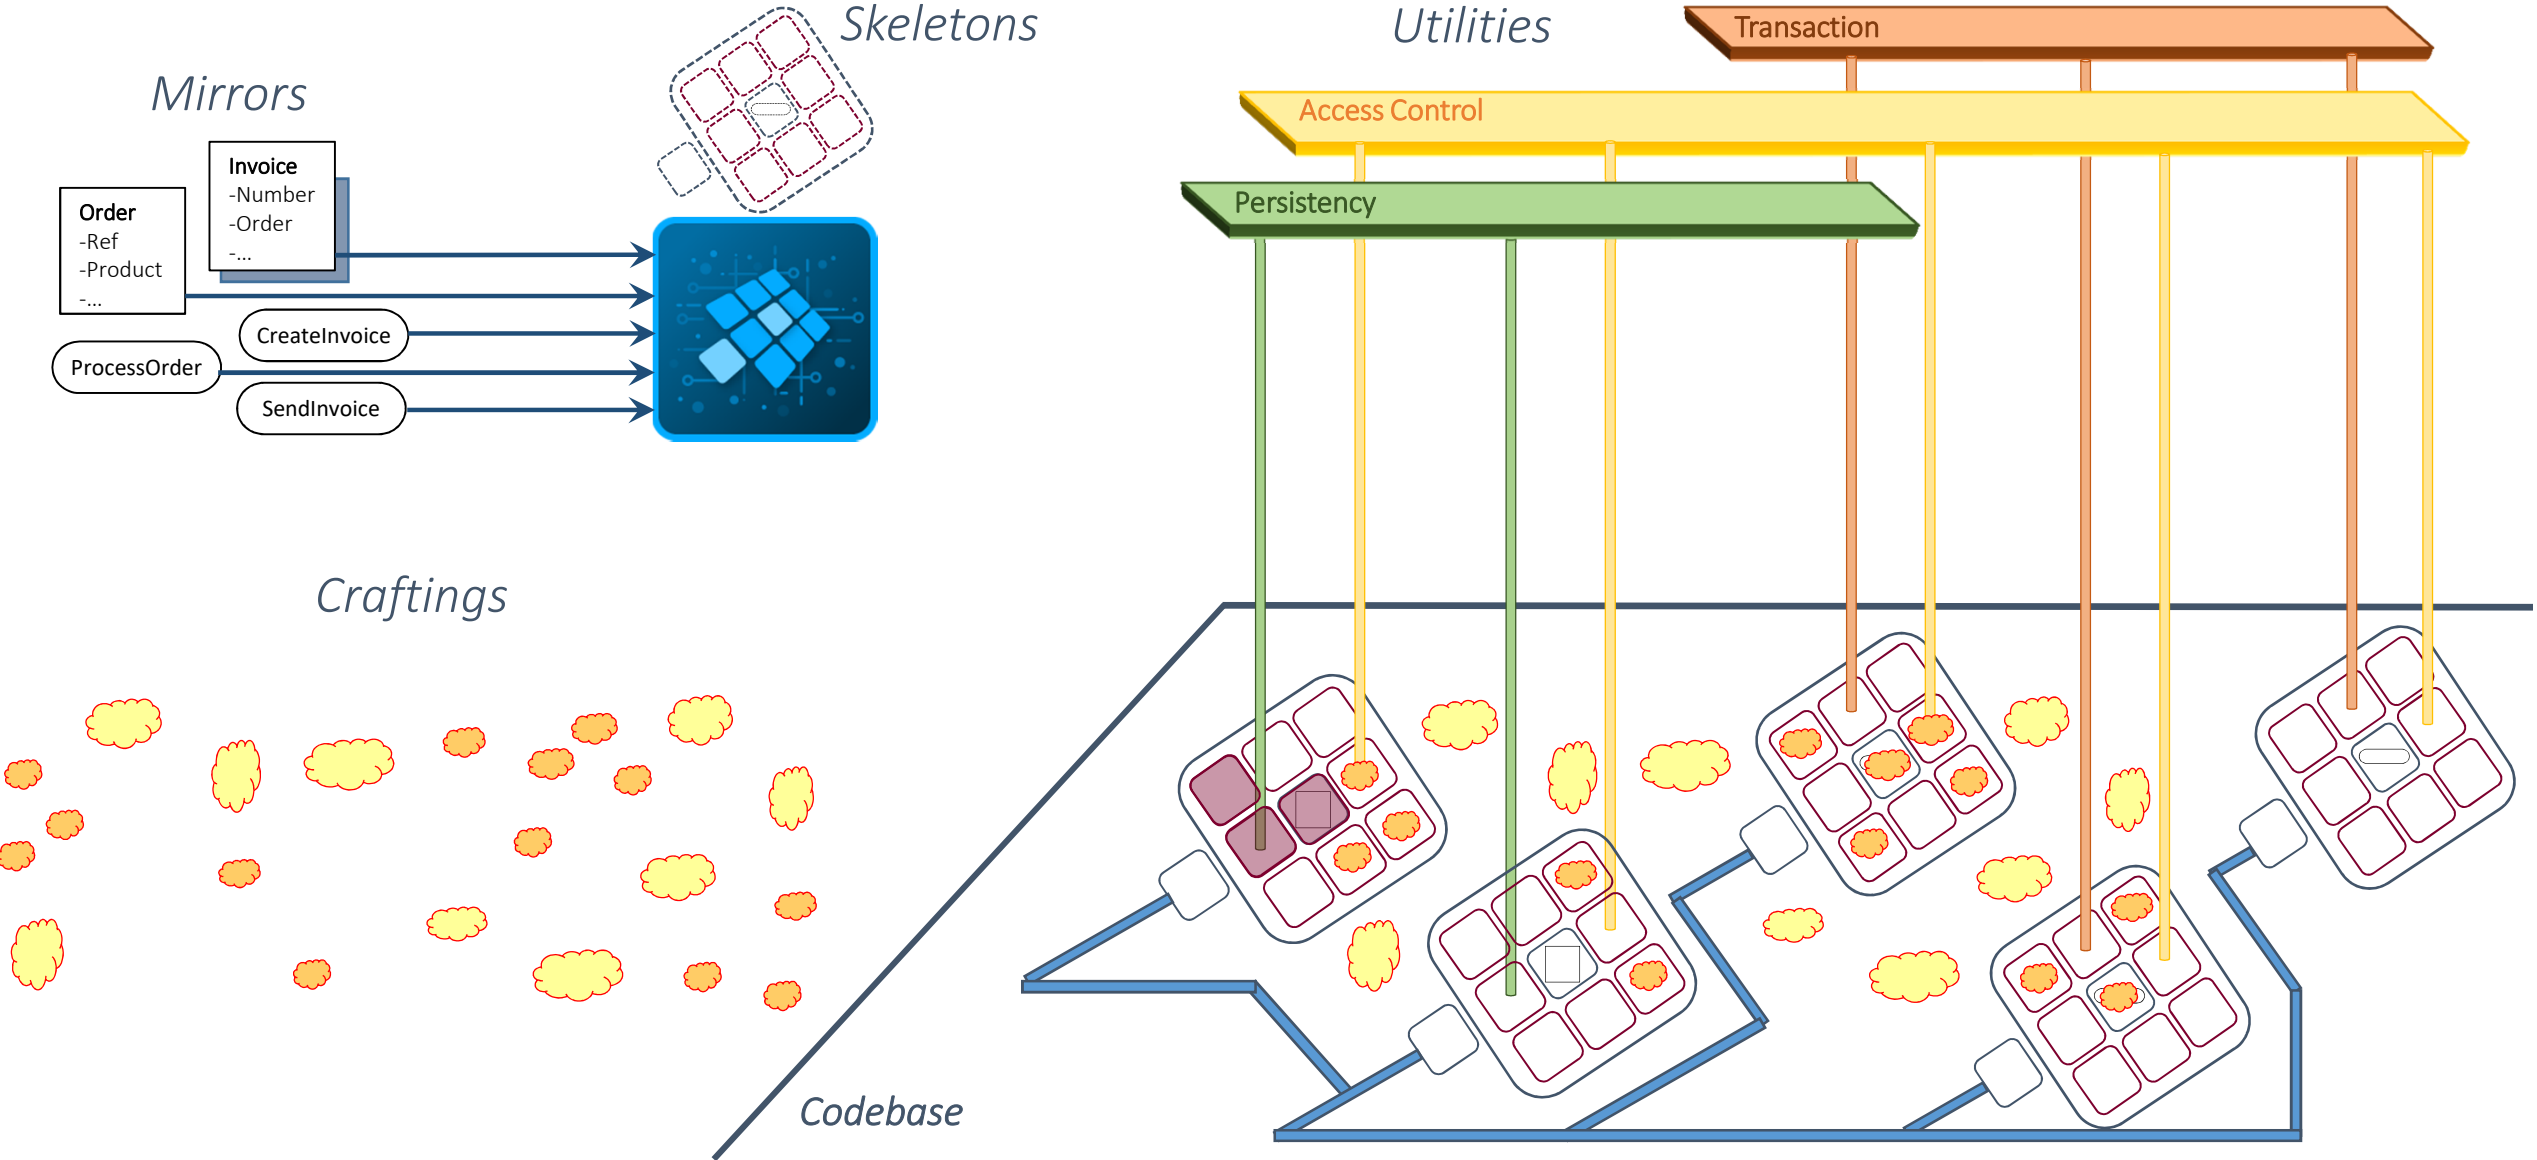 Skeletons
Utilities
Transaction
Mirrors
Access Control
Invoice
-Number
-Order
-...
Persistency
Order
-Ref
-Product
-...
CreateInvoice
ProcessOrder
SendInvoice
Craftings
Codebase